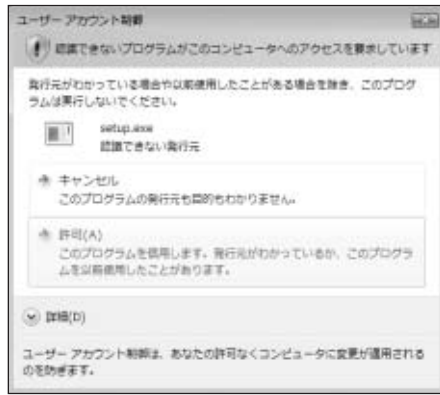 ユーザー アカウント制御
認識できないプログラムがこのコンピュータへのアクセスを要求しています
発行元がわかっている場合や以前使用したことがある場合を除き、このプログ
ラムは実行しないでください。
setup.exe
認識できない発行元
キャンセル
このプログラムの発行元も目的もわかりません。
許可(A)
このプログラムを信用します。発行元がわかっているか、このプログラ
ムを以前使用したことがあります。
詳細(D)
ユーザー アカウント制御は、あなたの許可なくコンピュータに変更が適用される
のを防ぎます。